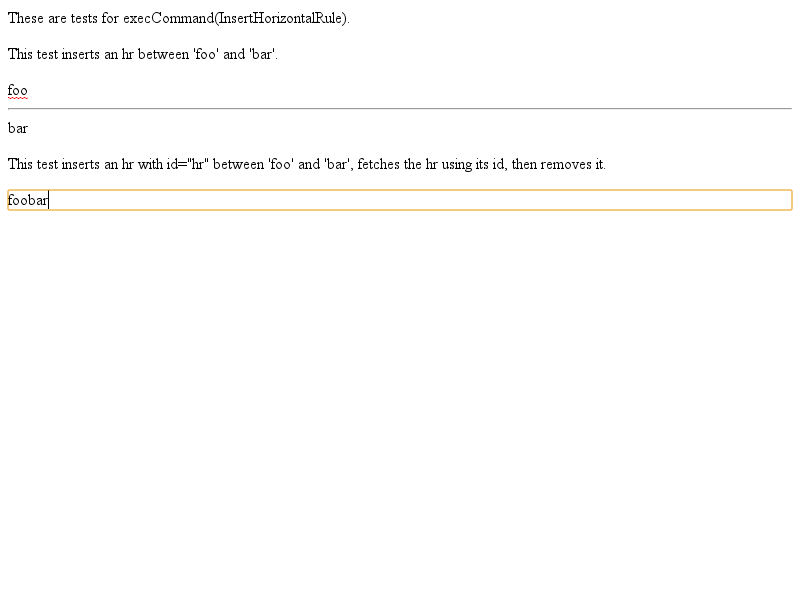 These are tests for execCommand(InsertHorizontalRule).
This test inserts an hr between 'foo' and 'bar'.
foo
bar
This test inserts an hr with id="hr" between 'foo' and 'bar', fetches the hr using its id, then removes it.
foobar